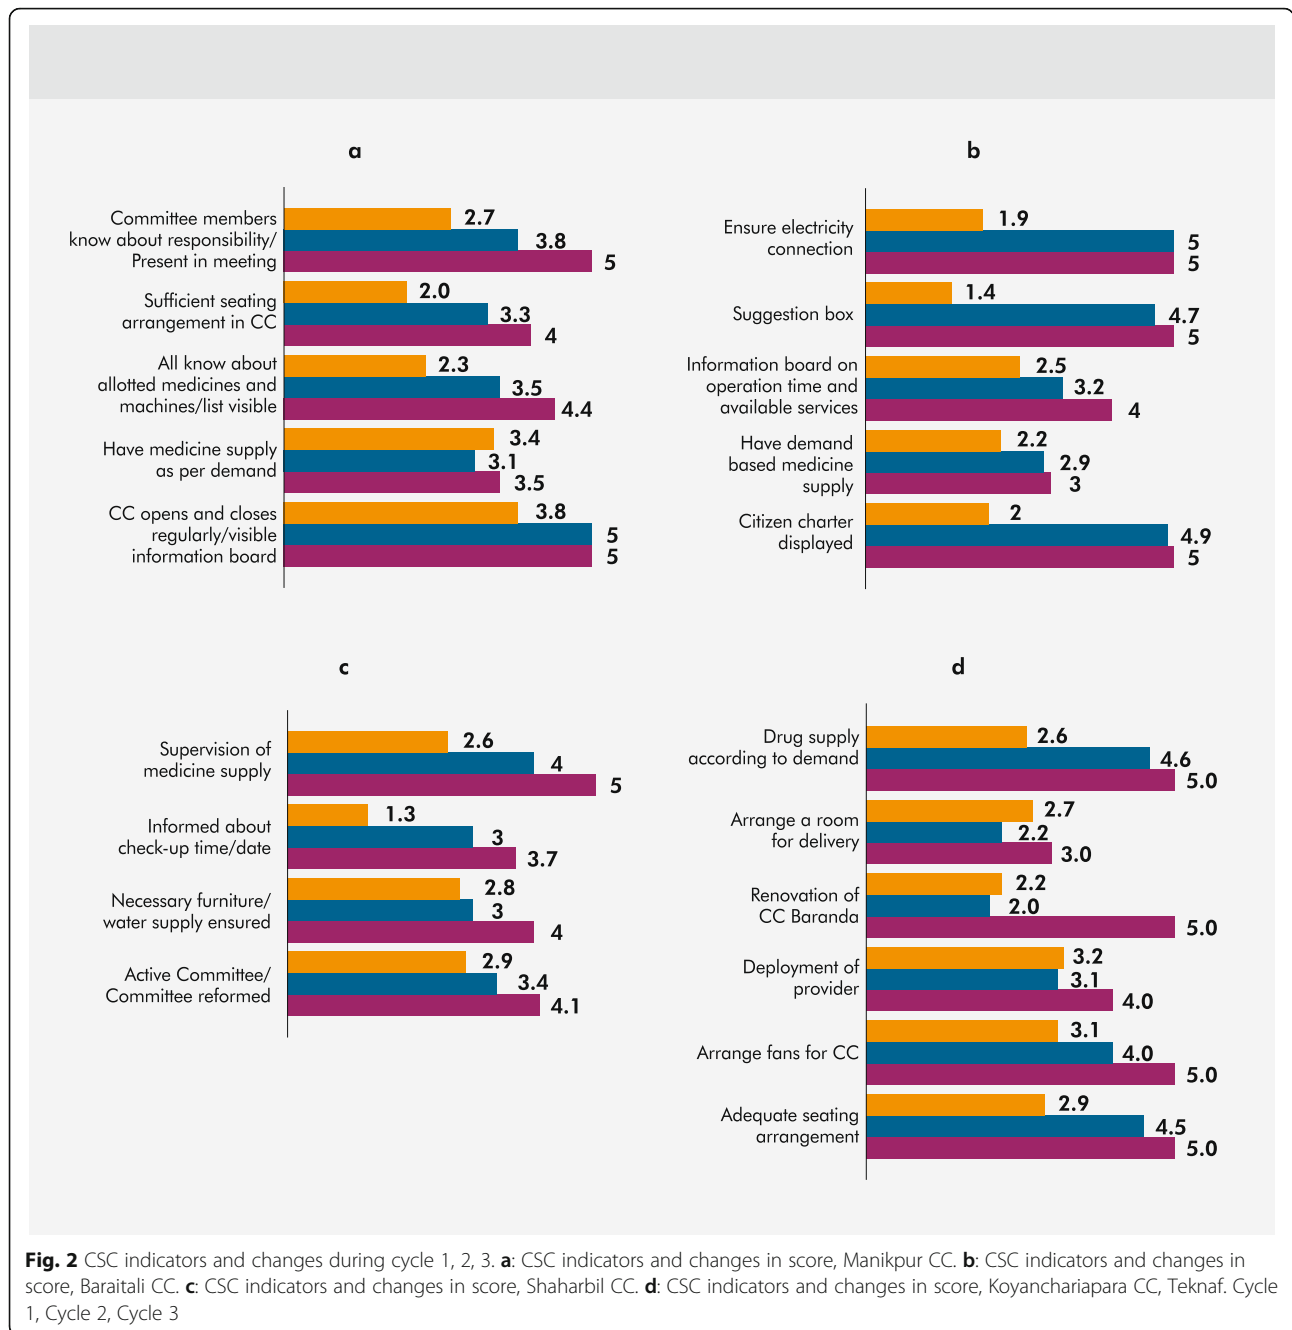 a
Committee members
know about responsibility/
Present in meeting
2.7
3.8
5
Sufficient seating
arrangement in CC
2.0
3.3
4
All know about
allotted medicines and
machines/list visible
2.3
3.5
4.4
Have medicine supply
as per demand
3.4
3.1
3.5
CC opens and closes
regularly/visible
information board
3.8
5
5
b
Ensure electricity
connection
1.9
5
5
Suggestion box
1.4
4.7
5
Information board on
operation time and
available services
2.5
3.2
4
Have demand
based medicine
supply
2.2
2.9
3
Citizen charter
displayed
2
4.9
5
c
Supervision of
medicine supply
2.6
4
5
Informed about
check-up time/date
1.3
3
3.7
Necessary furniture/
water supply ensured
2.8
3
4
Active Committee/
Committee reformed
2.9
3.4
4.1
d
Drug supply
according to demand
2.6
4.6
5.0
Arrange a room
for delivery
2.7
2.2
3.0
Renovation of
CC Baranda
2.2
2.0
5.0
Deployment of
provider
3.2
3.1
4.0
Arrange fans for CC
3.1
4.0
5.0
Adequate seating
arrangement
2.9
4.5
5.0
Fig. 2 CSC indicators and changes during cycle 1, 2, 3. a: CSC indicators and changes in score, Manikpur CC. b: CSC indicators and changes in
score, Baraitali CC. c: CSC indicators and changes in score, Shaharbil CC. d: CSC indicators and changes in score, Koyanchariapara CC, Teknaf. Cycle
1, Cycle 2, Cycle 3